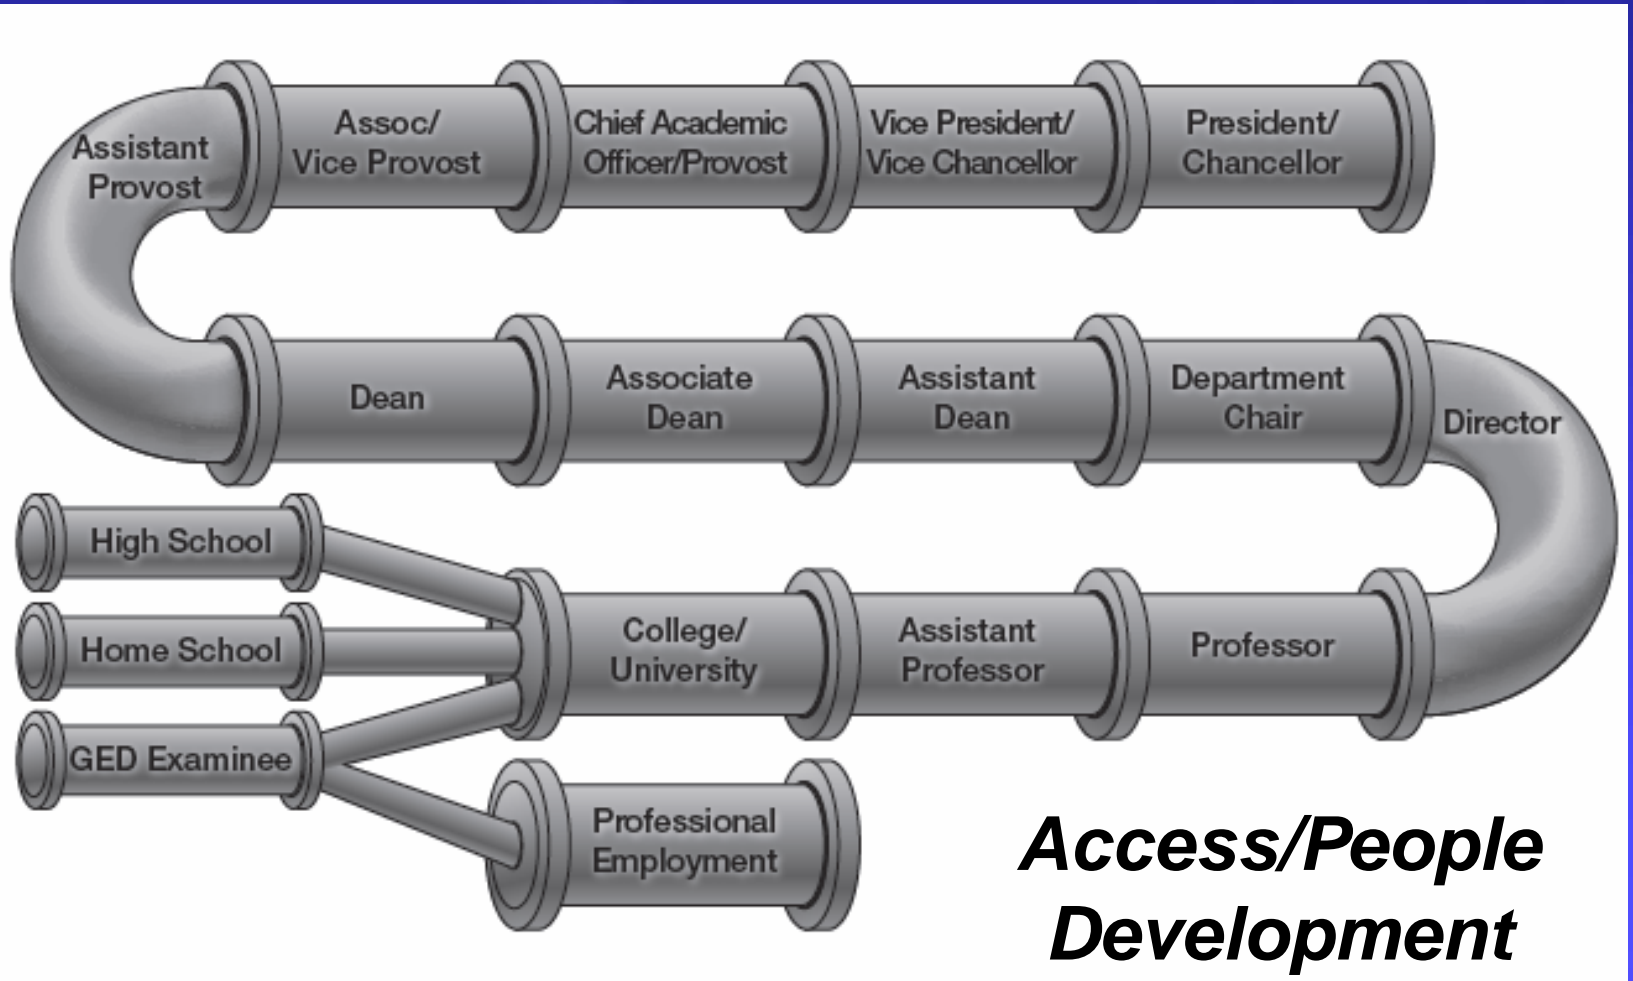 Assistant
Provost
Assoc/
Vice Provost
Chief Academic
Officer/Provost
Vice President/
Vice Chancellor
President/
Chancellor
Dean
Associate
Dean
Assistant
Dean
Department
Chair
Director
High School
Home School
GED Examinee
College/
University
Assistant
Professor
Professor
Professional
Employment
Access/People
Development